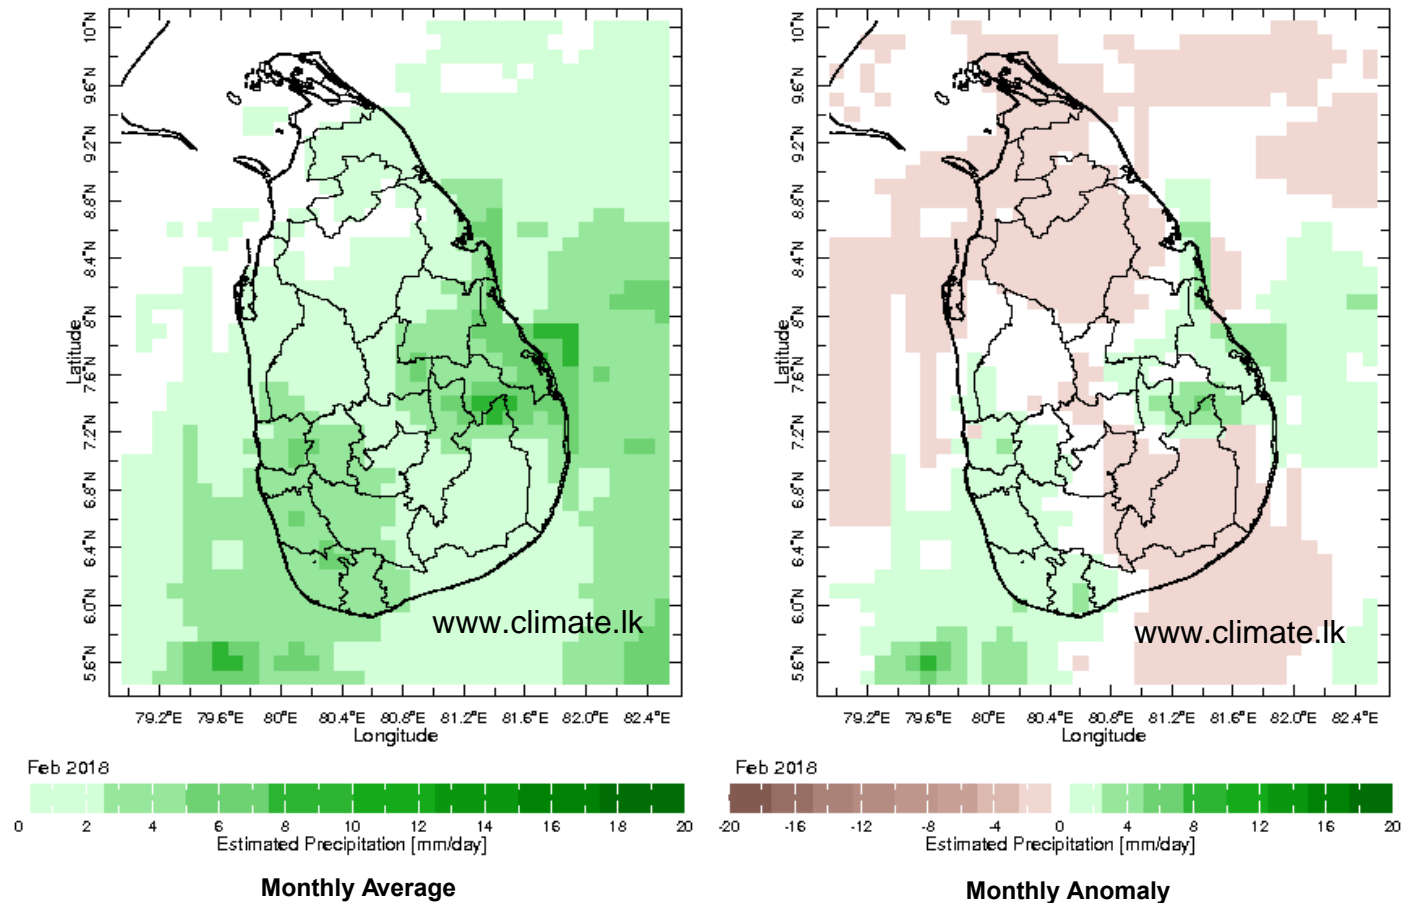 10°N
9.6°N
9.2°N
8.8°N
8.4°N
8°N
7.6°N
7.2°N
6.8°N
6.4°N
6.0°N
5.6°N
Latitude
www.climate.lk
79.2°E 79.6°E 80°E 80.4°E 80.8°E 81.2°E 81.6°E 82.0°E 82.4°E
Longitude
Feb 2018
0 2 4 6 8 10 12 14 16 18 20
Estimated Precipitation [mm/day]
Monthly Average
10°N
9.6°N
9.2°N
8.8°N
8.4°N
8°N
7.6°N
7.2°N
6.8°N
6.4°N
6.0°N
5.6°N
Latitude
www.climate.lk
79.2°E 79.6°E 80°E 80.4°E 80.8°E 81.2°E 81.6°E 82.0°E 82.4°E
Longitude
Feb 2018
-20 -16 -12 -8 -4 0 4 8 12 16 20
Estimated Precipitation [mm/day]
Monthly Anomaly